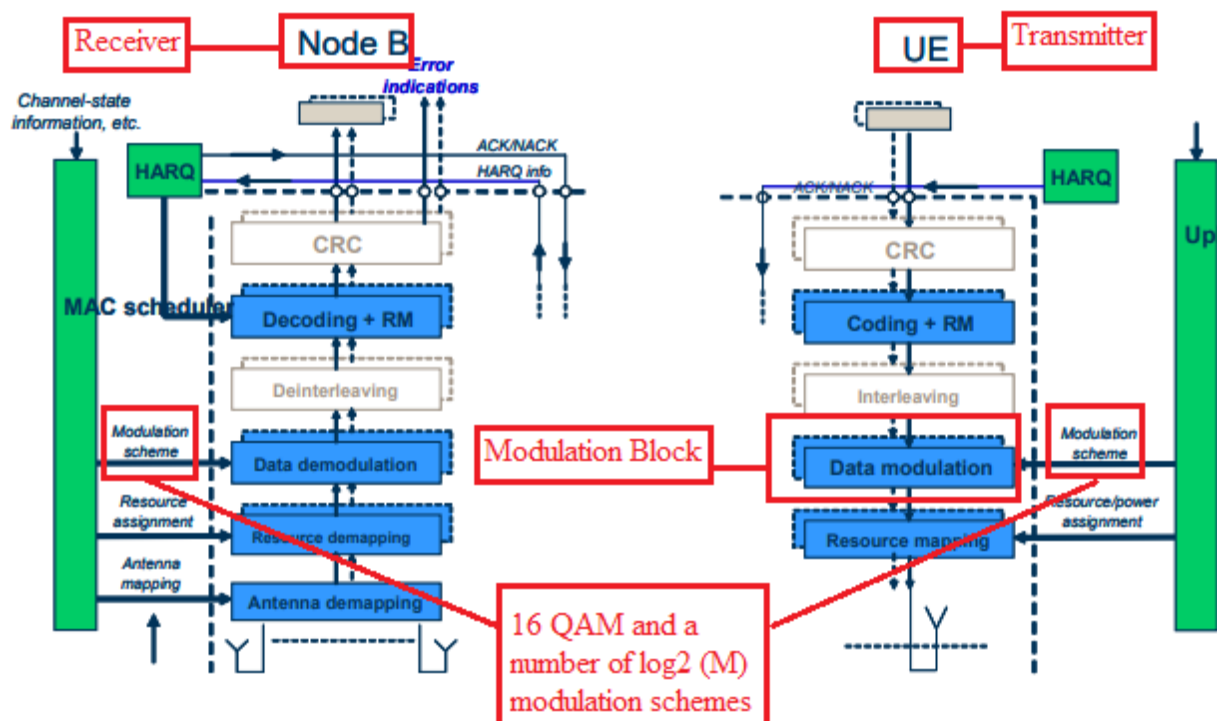 Receiver
Node B
UE
Transmitter
Error
indications
Channel-state
information, etc.
HARQ
ACK/NACK
HARQ info
ACK/NACK
HARQ
CRC
CRC
Up
MAC scheduler
Decoding + RM
Coding + RM
Deinterleaving
Interleaving
Modulation
scheme
Data demodulation
Modulation Block
Data modulation
Modulation
scheme
Resource
assignment
Resource demapping
Resource mapping
Resource/power
assignment
Antenna
mapping
Antenna demapping
16 QAM and a
number of log2 (M)
modulation schemes